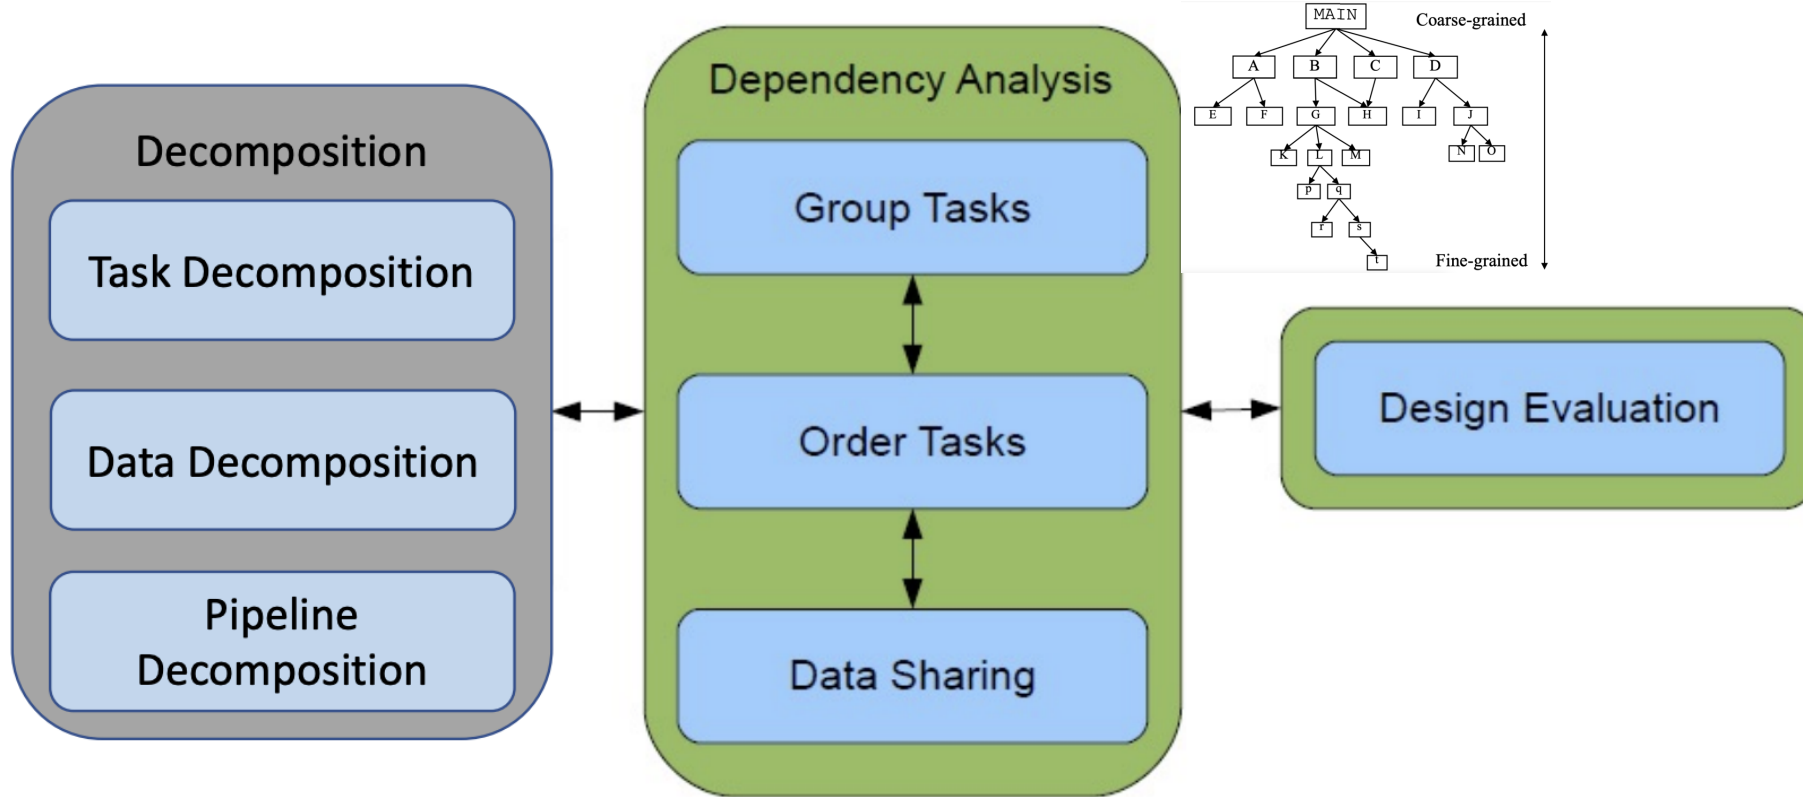 Decomposition
Task Decomposition
Data Decomposition
Pipeline
Decomposition
Dependency Analysis
Group Tasks
Order Tasks
Data Sharing
MAIN
Coarse-grained
A B C D
E F G H I J
K L M N O
p q
r s
t
Fine-grained
Design Evaluation